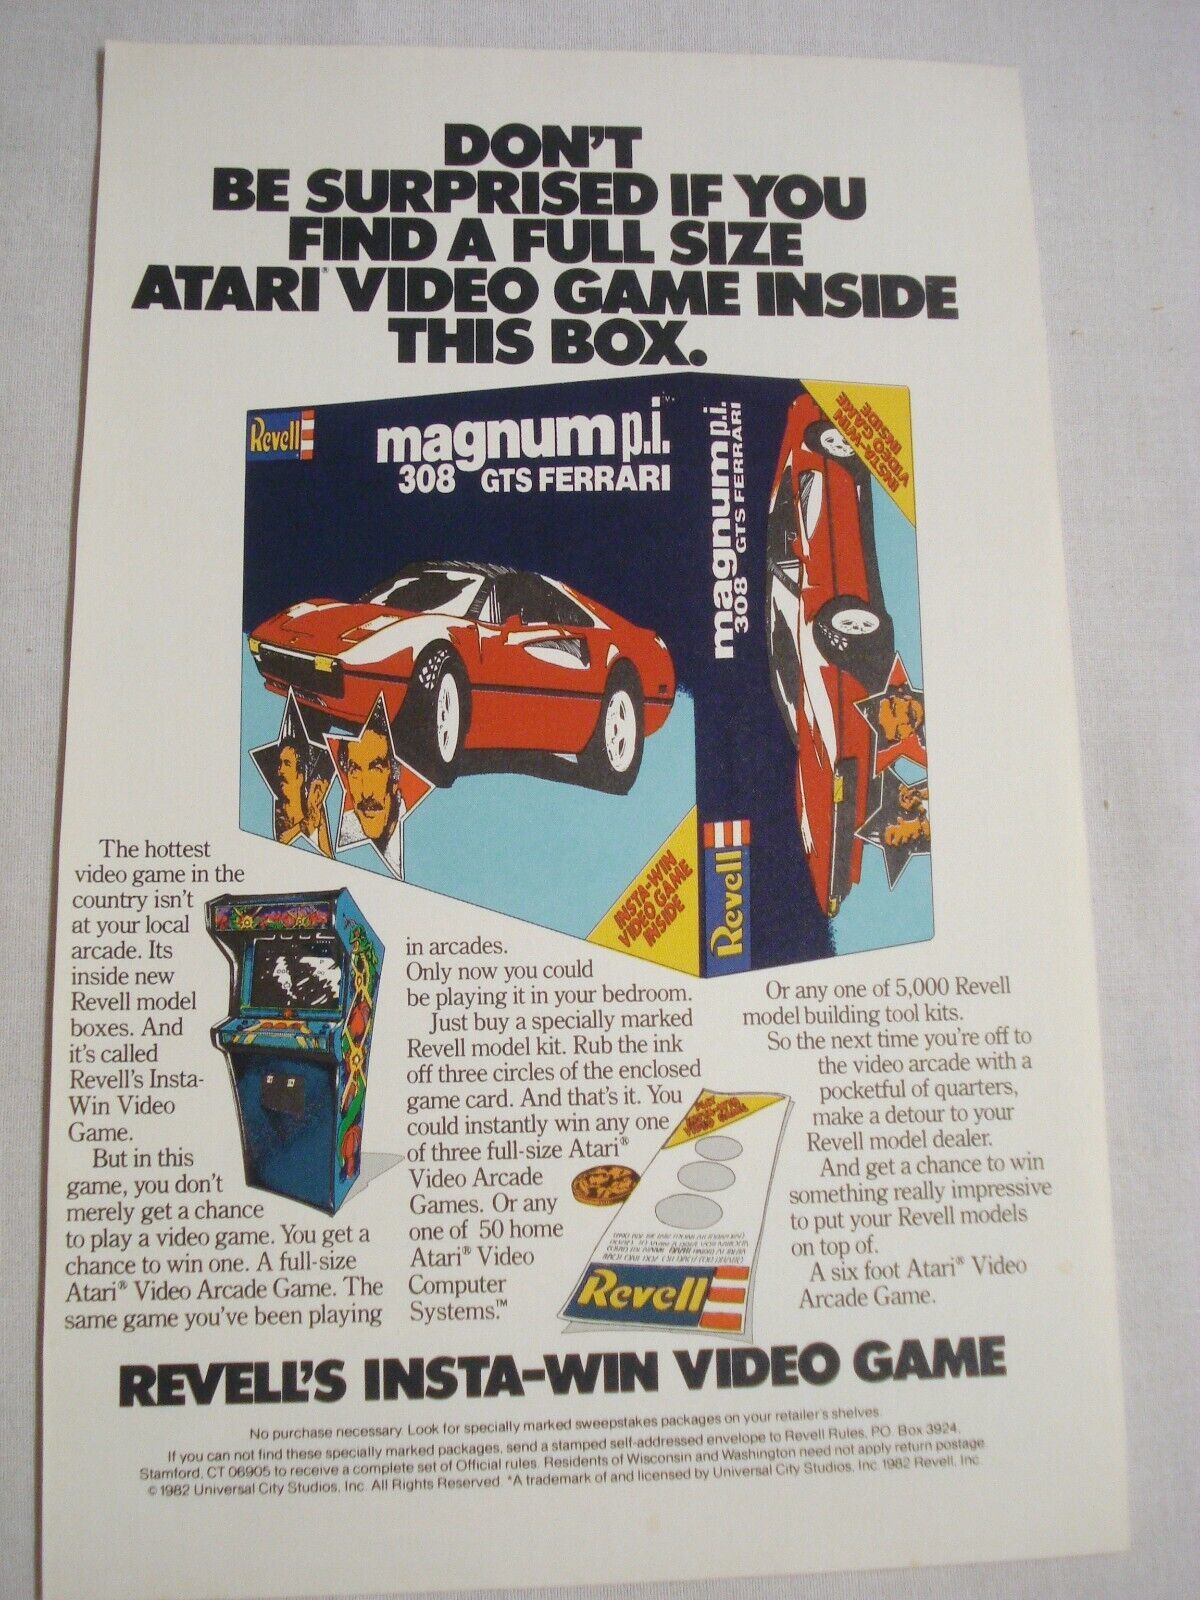 DON'T
BE SURPRISED IF YOU
FIND A FULL SIZE
ATARI® VIDEO GAME INSIDE
THIS BOX.
Revell
magnum p.i.™
308 GTS FERRARI
INSTA-WIN
VIDEO GAME
INSIDE
magnum p.i.
308 GTS FERRARI
INSTA-WIN
VIDEO GAME
INSIDE
Revell
The hottest
video game in the
country isn't
at your local
arcade. Its
inside new
Revell model
boxes. And
it's called
Revell's Insta-
Win Video
Game.
But in this
game, you don't
merely get a chance
to play a video game. You get a
chance to win one. A full-size
Atari® Video Arcade Game. The
same game you've been playing
in arcades.
Only now you could
be playing it in your bedroom.
Just buy a specially marked
Revell model kit. Rub the ink
off three circles of the enclosed
game card. And that's it. You
could instantly win any one
of three full-size Atari®
Video Arcade
Games. Or any
one of 50 home
Atari® Video
Computer
Systems.™
VIDEO GAME
Revell
Or any one of 5,000 Revell
model building tool kits.
So the next time you're off to
the video arcade with a
pocketful of quarters,
make a detour to your
Revell model dealer.
And get a chance to win
something really impressive
to put your Revell models
on top of.
A six foot Atari® Video
Arcade Game.
REVELL'S INSTA-WIN VIDEO GAME
No purchase necessary. Look for specially marked sweepstakes packages on your retailer's shelves.
If you can not find these specially marked packages, send a stamped self-addressed envelope to Revell Rules, P.O. Box 3924,
Stamford, CT 06905 to receive a complete set of Official rules. Residents of Wisconsin and Washington need not apply return postage.
© 1982 Universal City Studios, Inc. All Rights Reserved. *A trademark of and licensed by Universal City Studios, Inc. 1982 Revell, Inc.